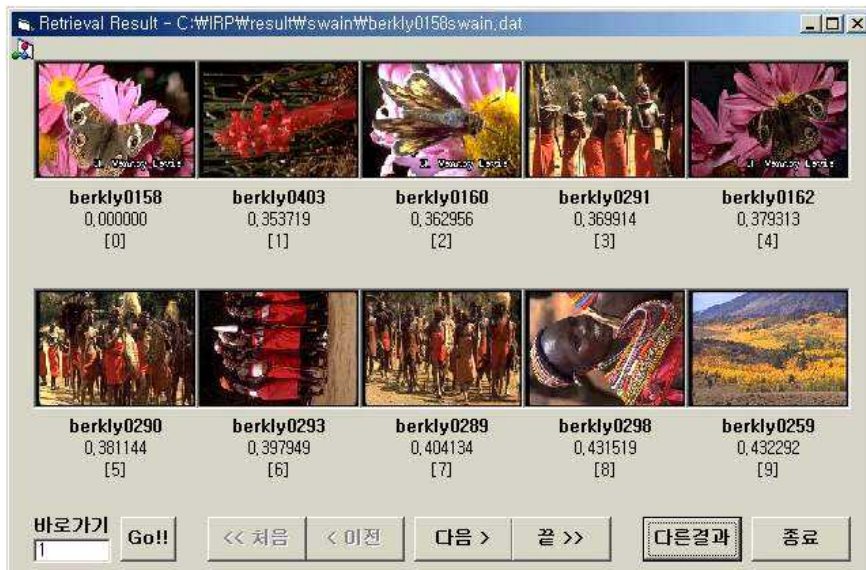 Retrieval Result - C:₩IRP₩result₩swain₩berkly0158swain.dat
berkly0158
0,000000
[0]
berkly0403
0,353719
[1]
berkly0160
0,362956
[2]
berkly0291
0,369914
[3]
berkly0162
0,379313
[4]
berkly0290
0,381144
[5]
berkly0293
0,397949
[6]
berkly0289
0,404134
[7]
berkly0298
0,431519
[8]
berkly0259
0,432292
[9]
바로가기
1
Go!!
<< 처음
< 이전
다음 >
끝 >>
다른결과
종료